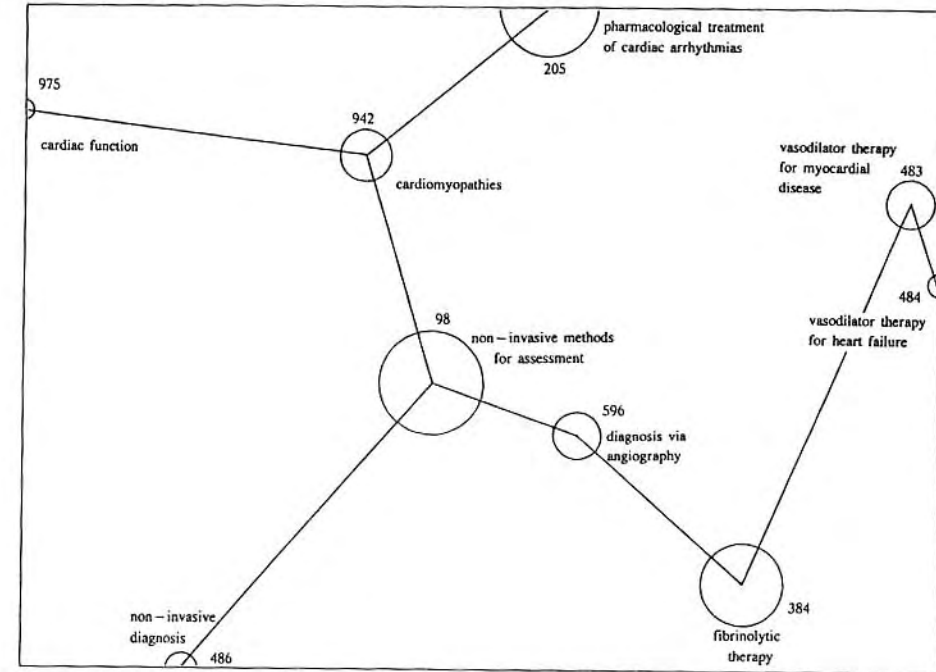 pharmacological treatment
of cardiac arrhythmias
205
975
cardiac function
942
cardiomyopathies
vasodilator therapy
for myocardial
disease
483
484
vasodilator therapy
for heart failure
98
non–invasive methods
for assessment
596
diagnosis via
angiography
384
fibrinolytic
therapy
non–invasive
diagnosis
486